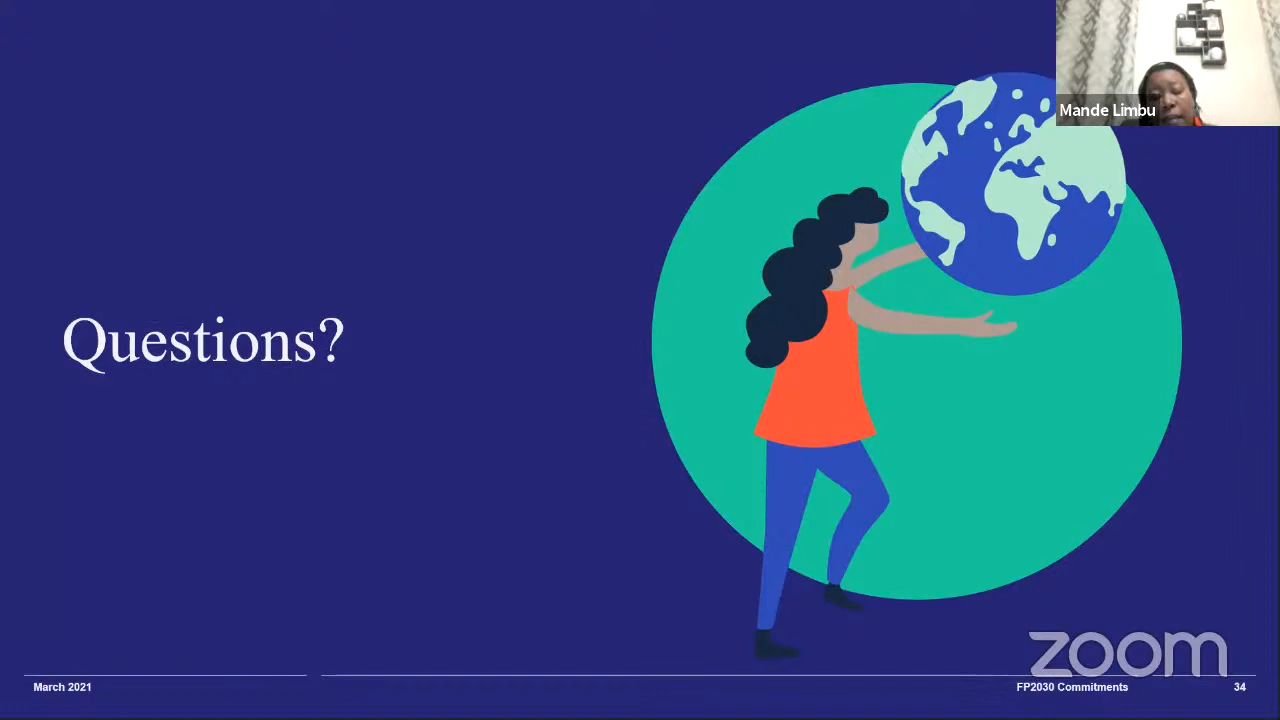 Mande Limbu
Questions?
zoom
March 2021
FP2030 Commitments
34